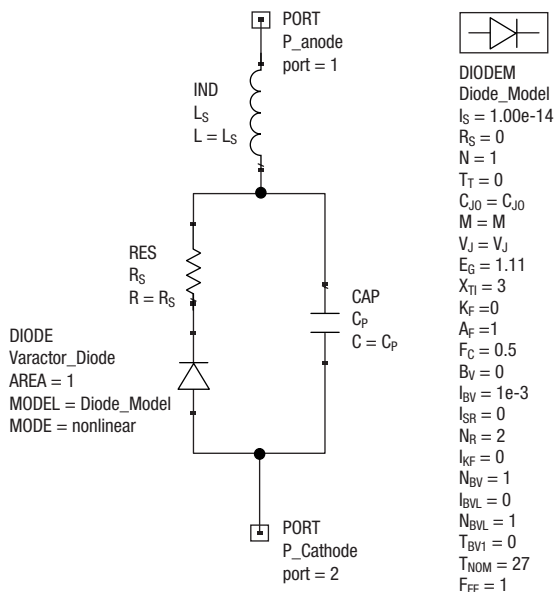 PORT
P_anode
port = 1
IND
LS
L = LS
RES
RS
R = RS
CAP
CP
C = CP
DIODE
Varactor_Diode
AREA = 1
MODEL = Diode_Model
MODE = nonlinear
PORT
P_Cathode
port = 2
DIODEM
Diode_Model
IS = 1.00e-14
RS = 0
N = 1
TT = 0
CJO = CJO
M = M
VJ = VJ
EG = 1.11
XTI = 3
KF =0
AF =1
FC = 0.5
BV = 0
IBV = 1e-3
ISR = 0
NR = 2
IKF = 0
NBV = 1
IBVL = 0
NBVL = 1
TBV1 = 0
TNOM = 27
FFE = 1